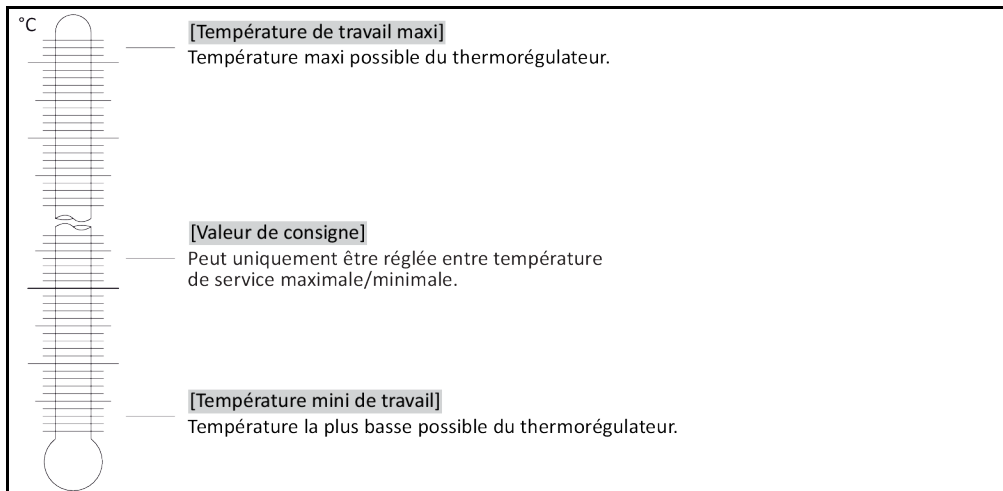 °C
[Température de travail maxi]
Température maxi possible du thermorégulateur.
[Valeur de consigne]
Peut uniquement être réglée entre température
de service maximale/minimale.
[Température mini de travail]
Température la plus basse possible du thermorégulateur.